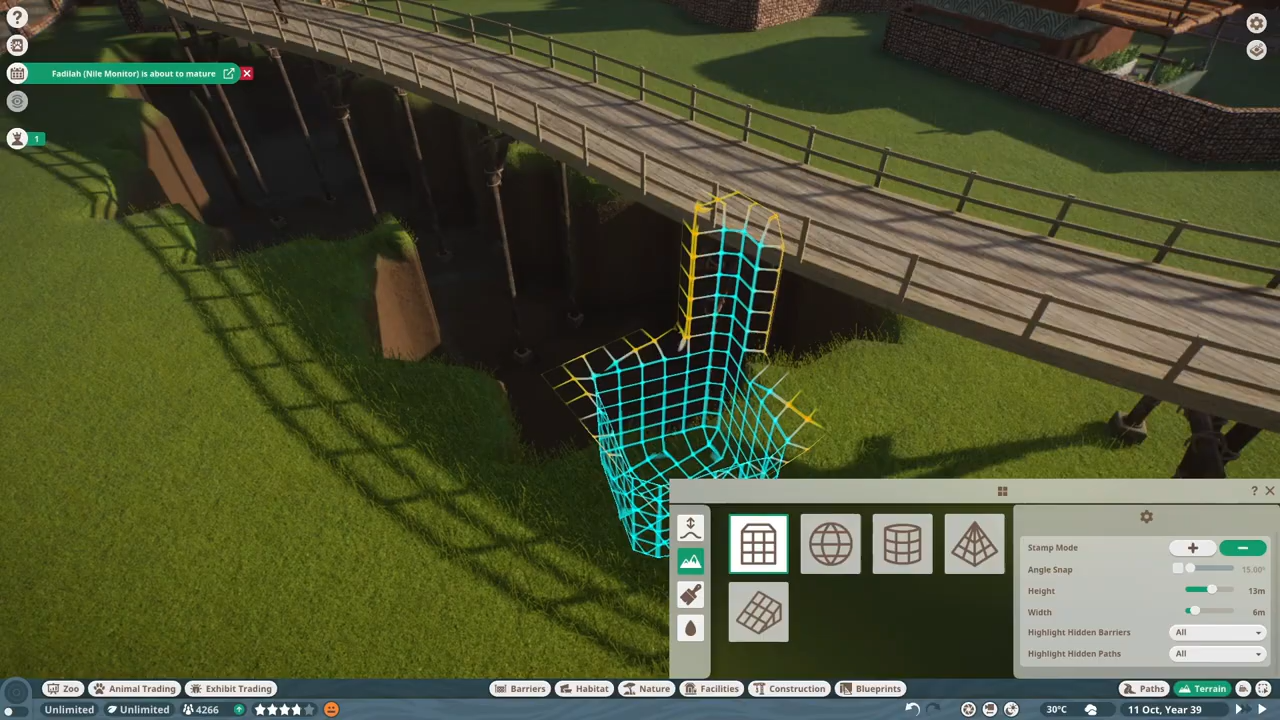 ?
Fadilah (Nile Monitor) is about to mature
1
?
Stamp Mode
Angle Snap 15.00°
Height 13m
Width 6m
Highlight Hidden Barriers All
Highlight Hidden Paths All
Zoo Animal Trading Exhibit Trading Barriers Habitat Nature Facilities Construction Blueprints Paths Terrain
Unlimited Unlimited 4266 30°C 11 Oct, Year 39